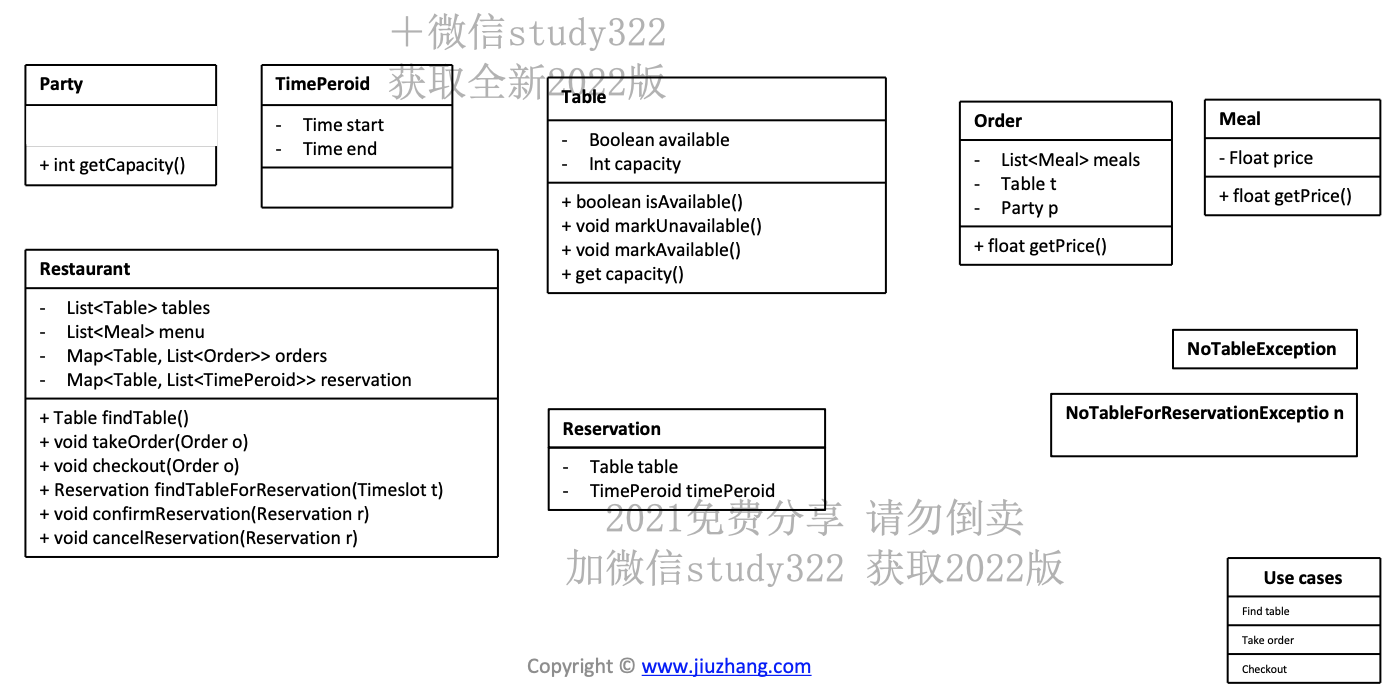 ＋微信study322
获取全新2022版
Party
+ int getCapacity()
TimePeroid
- Time start
- Time end
Table
- Boolean available
- Int capacity
+ boolean isAvailable()
+ void markUnavailable()
+ void markAvailable()
+ get capacity()
Order
- List<Meal> meals
- Table t
- Party p
+ float getPrice()
Meal
- Float price
+ float getPrice()
Restaurant
- List<Table> tables
- List<Meal> menu
- Map<Table, List<Order>> orders
- Map<Table, List<TimePeroid>> reservation
+ Table findTable()
+ void takeOrder(Order o)
+ void checkout(Order o)
+ Reservation findTableForReservation(Timeslot t)
+ void confirmReservation(Reservation r)
+ void cancelReservation(Reservation r)
Reservation
- Table table
- TimePeroid timePeroid
NoTableException
NoTableForReservationExceptio n
2021免费分享 请勿倒卖
加微信study322 获取2022版
Use cases
Find table
Take order
Checkout
Copyright © www.jiuzhang.com